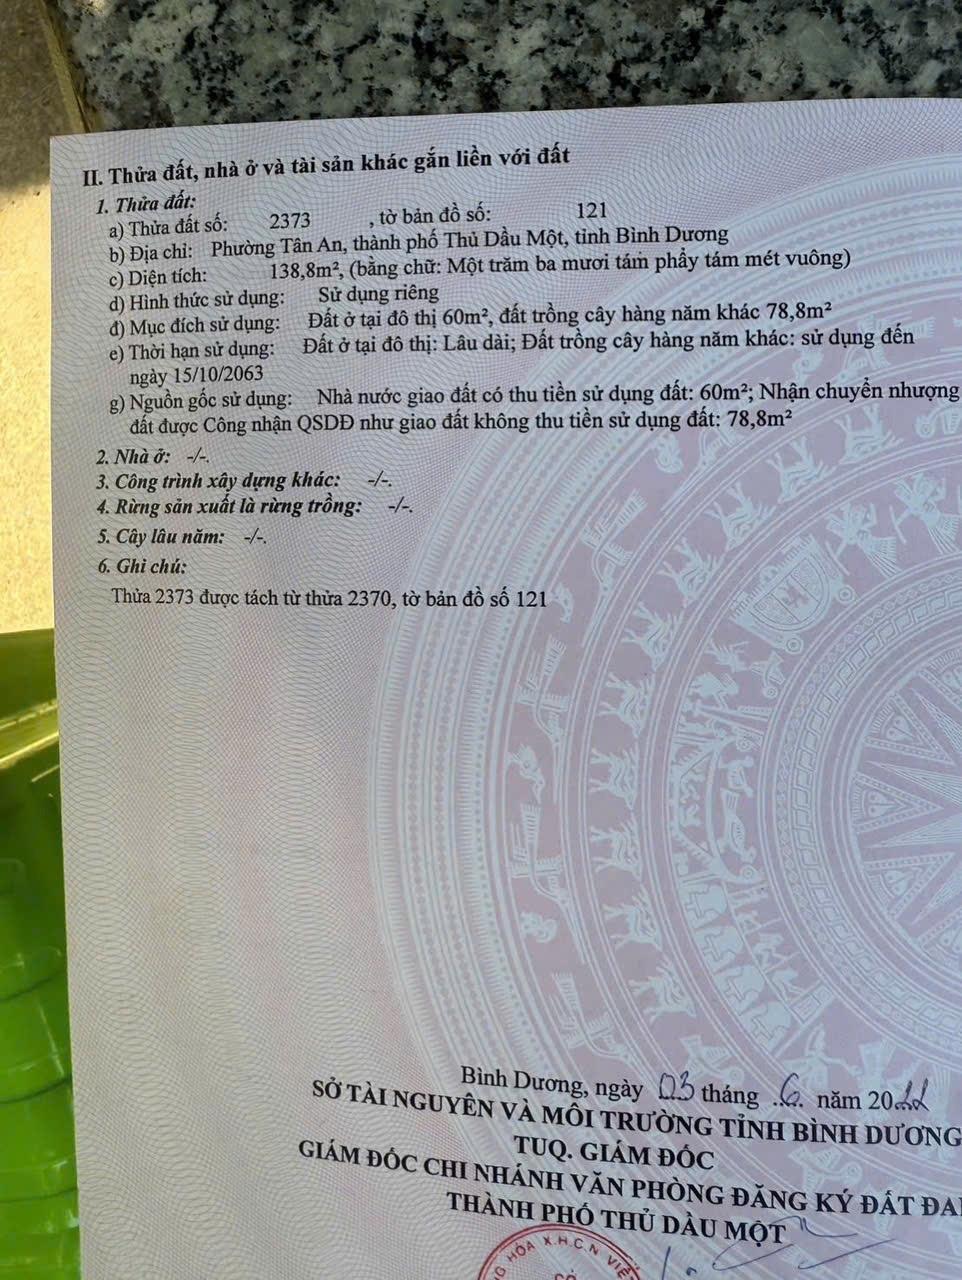 II. Thửa đất, nhà ở và tài sản khác gắn liền với đất
1. Thửa đất:
a) Thửa đất số: 2373 , tờ bản đồ số: 121
b) Địa chỉ: Phường Tân An, thành phố Thủ Dầu Một, tỉnh Bình Dương
c) Diện tích: 138,8m², (bằng chữ: Một trăm ba mươi tám phẩy tám mét vuông)
d) Hình thức sử dụng: Sử dụng riêng
đ) Mục đích sử dụng: Đất ở tại đô thị 60m², đất trồng cây hàng năm khác 78,8m²
e) Thời hạn sử dụng: Đất ở tại đô thị: Lâu dài; Đất trồng cây hàng năm khác: sử dụng đến
ngày 15/10/2063
g) Nguồn gốc sử dụng: Nhà nước giao đất có thu tiền sử dụng đất: 60m²; Nhận chuyển nhượng
đất được Công nhận QSDĐ như giao đất không thu tiền sử dụng đất: 78,8m²
2. Nhà ở: -/-.
3. Công trình xây dựng khác: -/-.
4. Rừng sản xuất là rừng trồng: -/-.
5. Cây lâu năm: -/-.
6. Ghi chú:
Thửa 2373 được tách từ thửa 2370, tờ bản đồ số 121
Bình Dương, ngày 03 tháng .6. năm 2022
SỞ TÀI NGUYÊN VÀ MÔI TRƯỜNG TỈNH BÌNH DƯƠNG
TUQ. GIÁM ĐỐC
GIÁM ĐỐC CHI NHÁNH VĂN PHÒNG ĐĂNG KÝ ĐẤT ĐAI
THÀNH PHỐ THỦ DẦU MỘT
HÒA X.H.C.N VIỆ